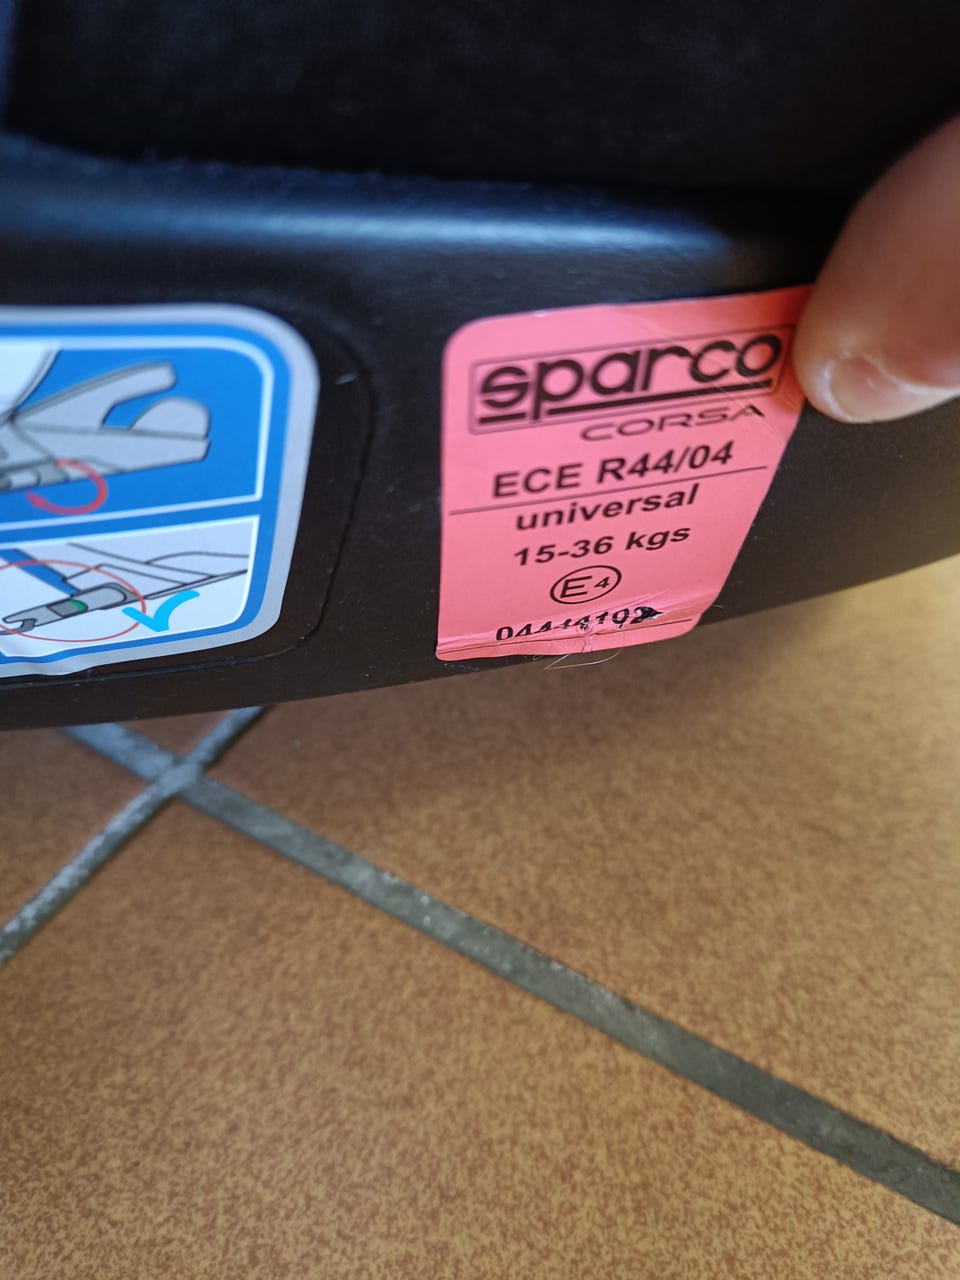 sparco
CORSA
ECE R44/04
universal
15-36 kgs
E4